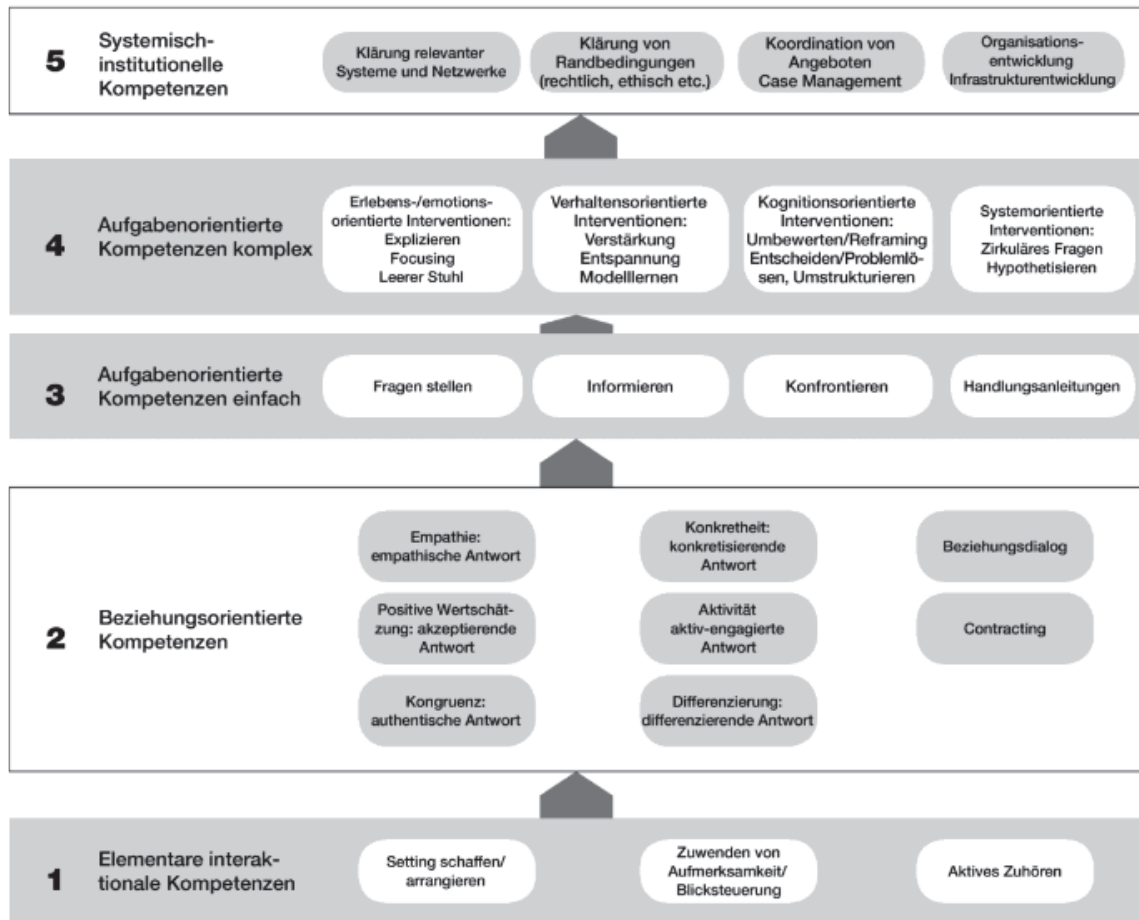 5
Systemisch-
institutionelle
Kompetenzen
Klärung relevanter
Systeme und Netzwerke
Klärung von
Randbedingungen
(rechtlich, ethisch etc.)
Koordination von
Angeboten
Case Management
Organisations-
entwicklung
Infrastrukturentwicklung
4
Aufgabenorientierte
Kompetenzen komplex
Erlebens-/emotions-
orientierte Interventionen:
Explizieren
Focusing
Leerer Stuhl
Verhaltensorientierte
Interventionen:
Verstärkung
Entspannung
Modelllernen
Kognitionsorientierte
Interventionen:
Umbewerten/Reframing
Entscheiden/Problemlö-
sen, Umstrukturieren
Systemorientierte
Interventionen:
Zirkuläres Fragen
Hypothetisieren
3
Aufgabenorientierte
Kompetenzen einfach
Fragen stellen
Informieren
Konfrontieren
Handlungsanleitungen
2
Beziehungsorientierte
Kompetenzen
Empathie:
empathische Antwort
Konkretheit:
konkretisierende
Antwort
Beziehungsdialog
Positive Wertschät-
zung: akzeptierende
Antwort
Aktivität
aktiv-engagierte
Antwort
Contracting
Kongruenz:
authentische Antwort
Differenzierung:
differenzierende Antwort
1
Elementare interak-
tionale Kompetenzen
Setting schaffen/
arrangieren
Zuwenden von
Aufmerksamkeit/
Blicksteuerung
Aktives Zuhören